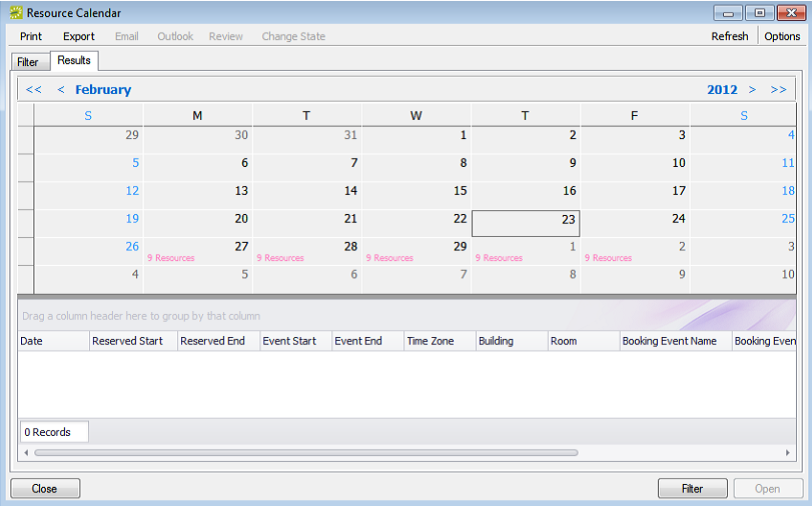 Resource Calendar
Print Export Email Outlook Review Change State Refresh Options
Filter Results
<< < February 2012 > >>
S M T W T F S
29 30 31 1 2 3 4
5 6 7 8 9 10 11
12 13 14 15 16 17 18
19 20 21 22 23 24 25
26 27 28 29 1 2 3
9 Resources 9 Resources 9 Resources 9 Resources 9 Resources
4 5 6 7 8 9 10
Drag a column header here to group by that column
Date Reserved Start Reserved End Event Start Event End Time Zone Building Room Booking Event Name Booking Even
0 Records
Close Filter Open